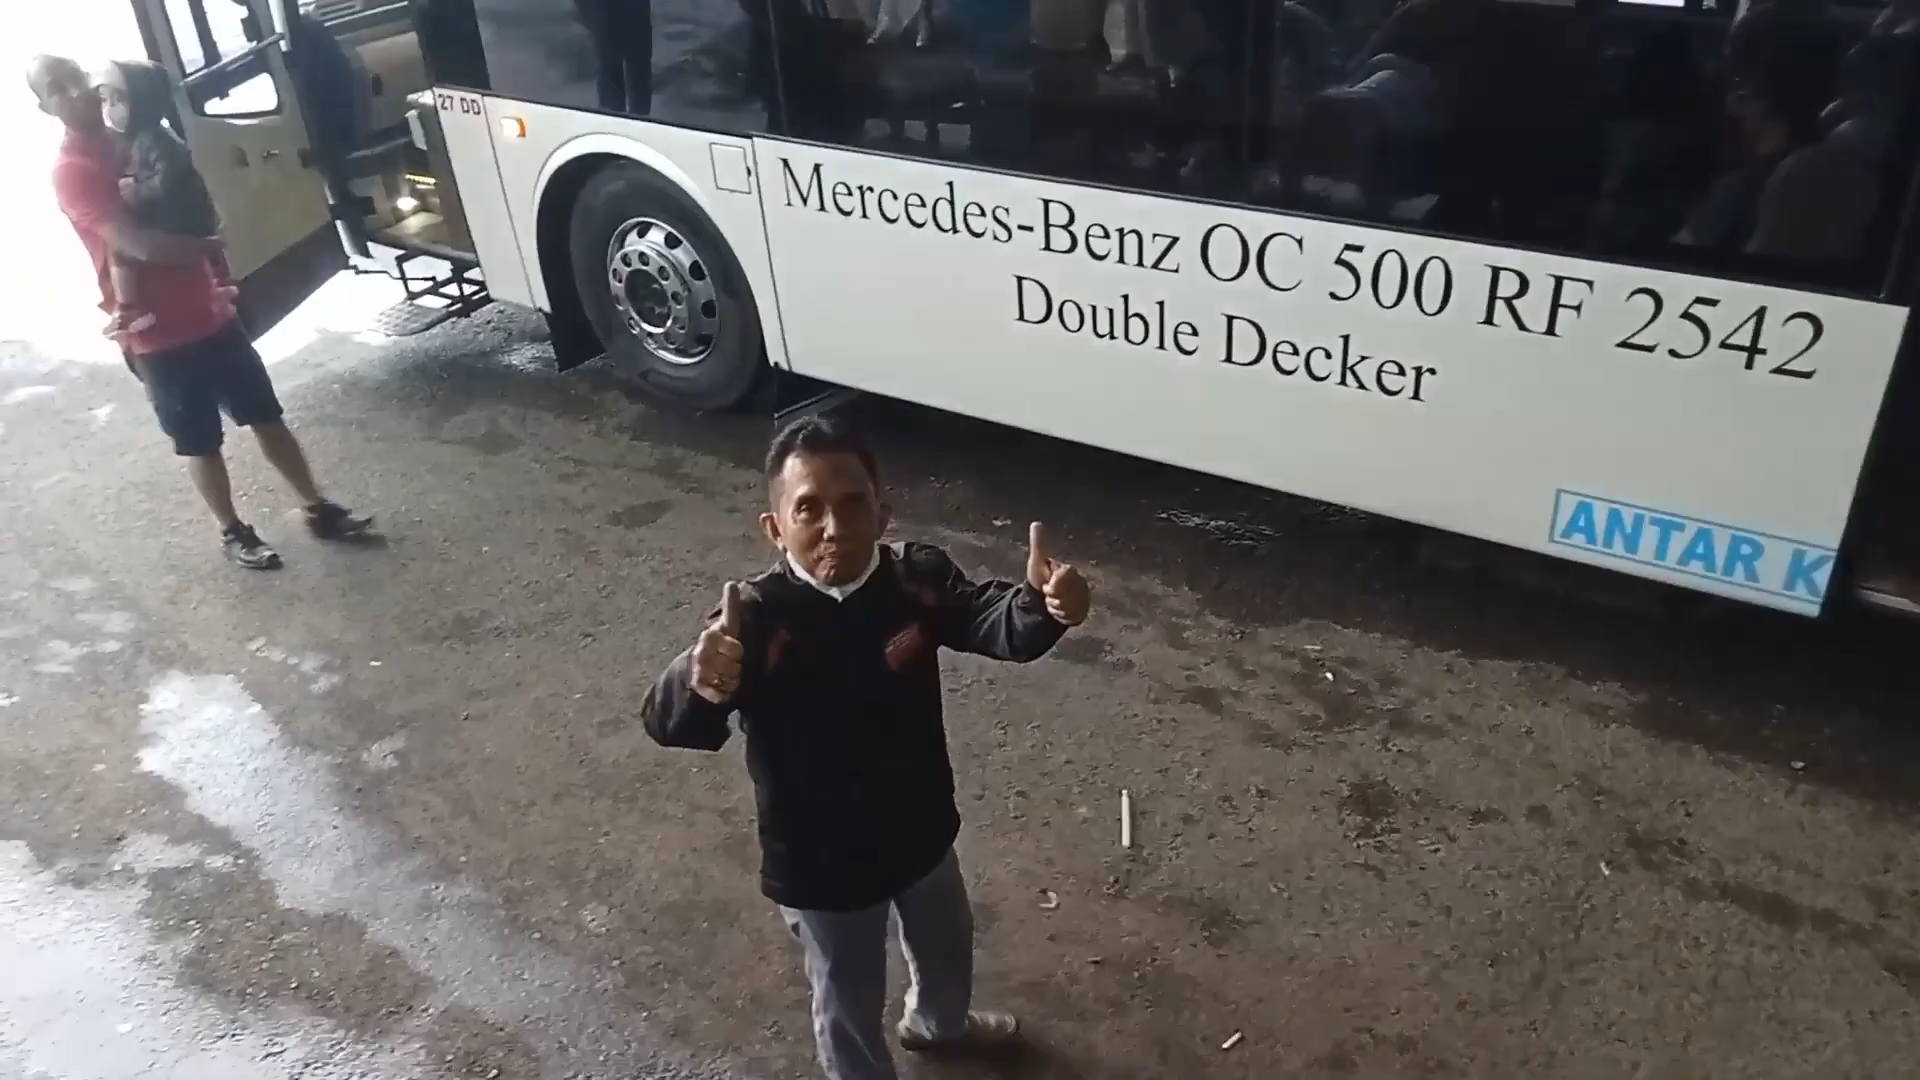 27 DD
Mercedes-Benz OC 500 RF 2542
Double Decker
ANTAR K